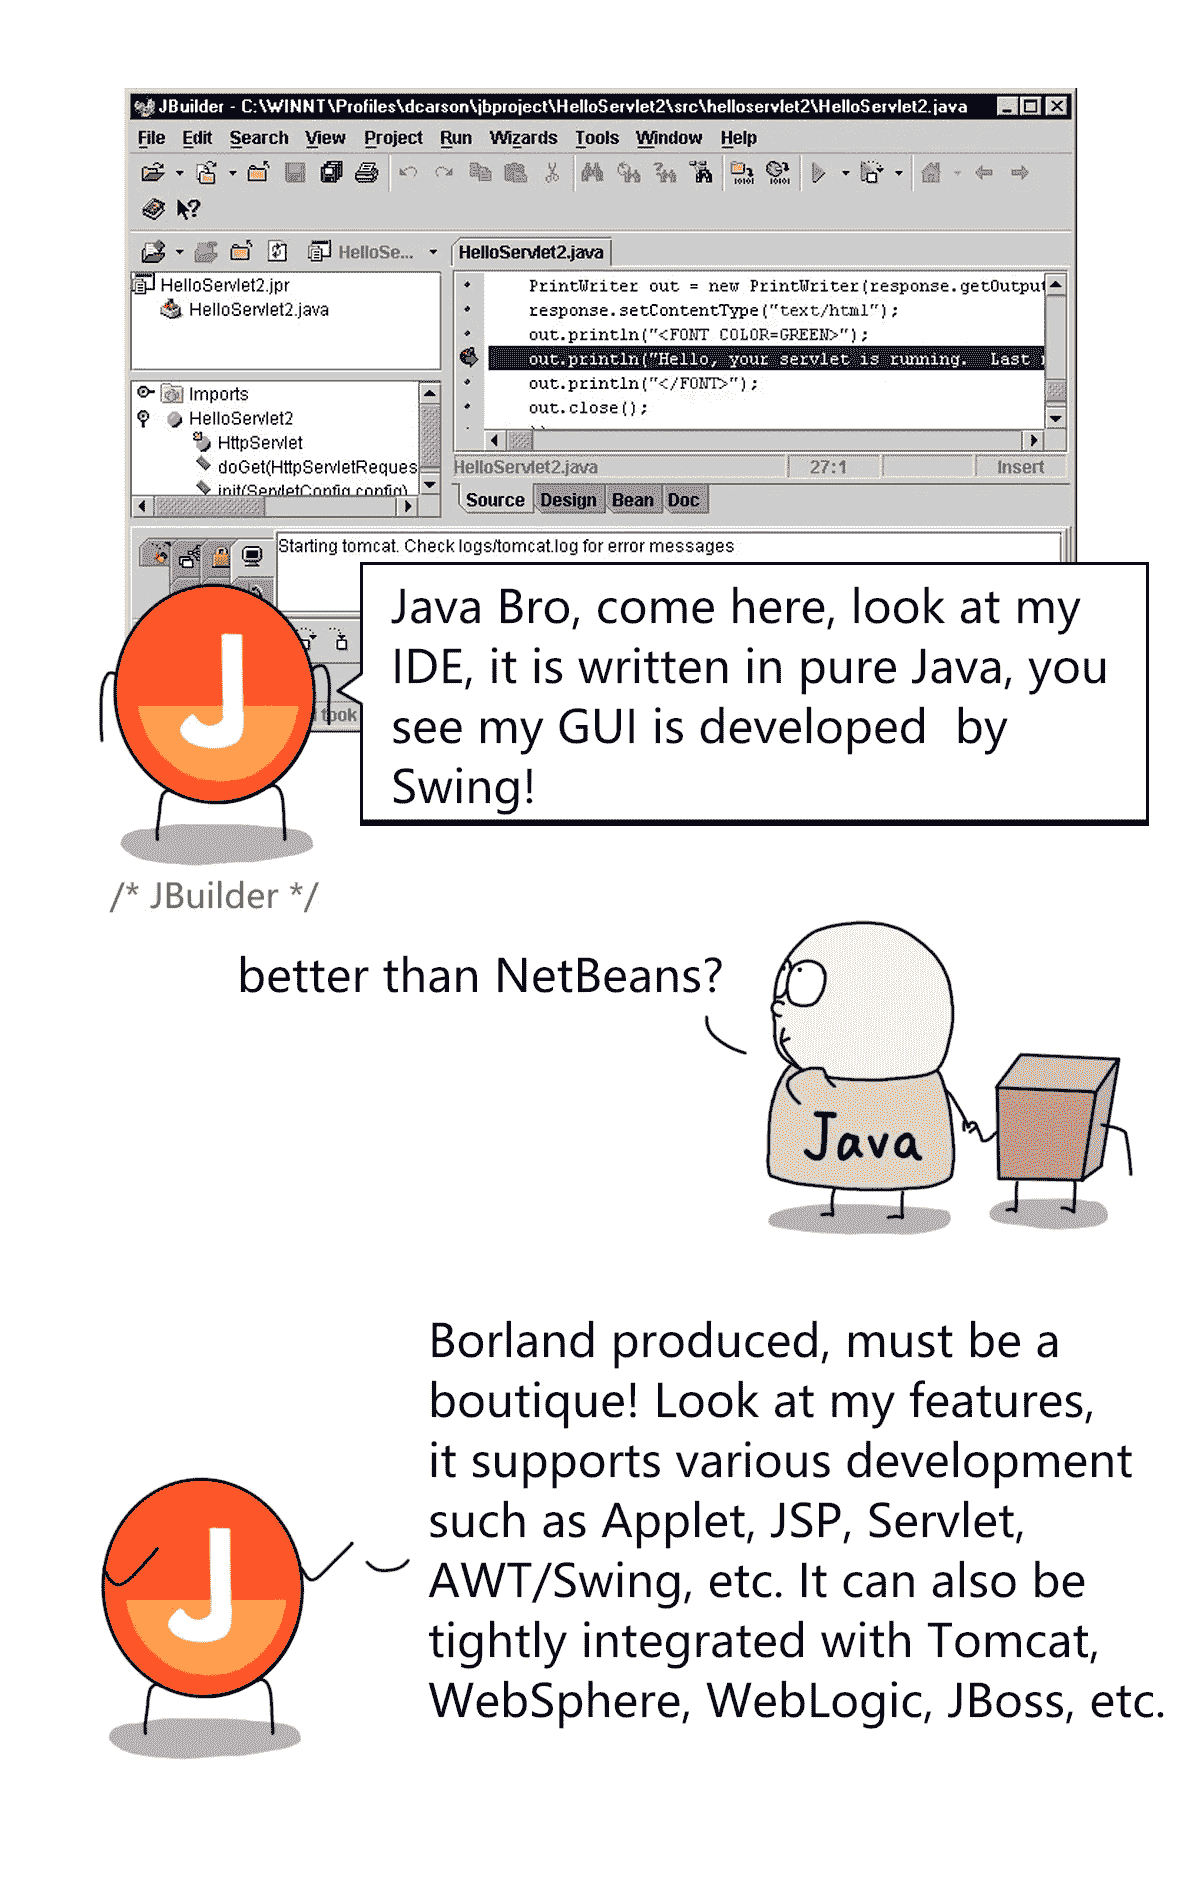 JBuilder - C:\WINNT\Profiles\dcarson\jbproject\HelloServlet2\src\helloservlet2\HelloServlet2.java
File Edit Search View Project Run Wizards Tools Window Help
HelloSe...
HelloServlet2.java
HelloServlet2.jpr
HelloServlet2.java
Imports
HelloServlet2
HttpServlet
doGet(HttpServletReques
init(ServletConfig config)
PrintWriter out = new PrintWriter(response.getOutput
response.setContentType("text/html");
out.println("<FONT COLOR=GREEN>");
out.println("Hello, your servlet is running.  Last
out.println("</FONT>");
out.close();
HelloServlet2.java 27:1 Insert
Source Design Bean Doc
Starting tomcat. Check logs/tomcat.log for error messages
took
Java Bro, come here, look at my
IDE, it is written in pure Java, you
see my GUI is developed  by
Swing!
J
/* JBuilder */
better than NetBeans?
Java
Borland produced, must be a
boutique! Look at my features,
it supports various development
such as Applet, JSP, Servlet,
AWT/Swing, etc. It can also be
tightly integrated with Tomcat,
WebSphere, WebLogic, JBoss, etc.
J